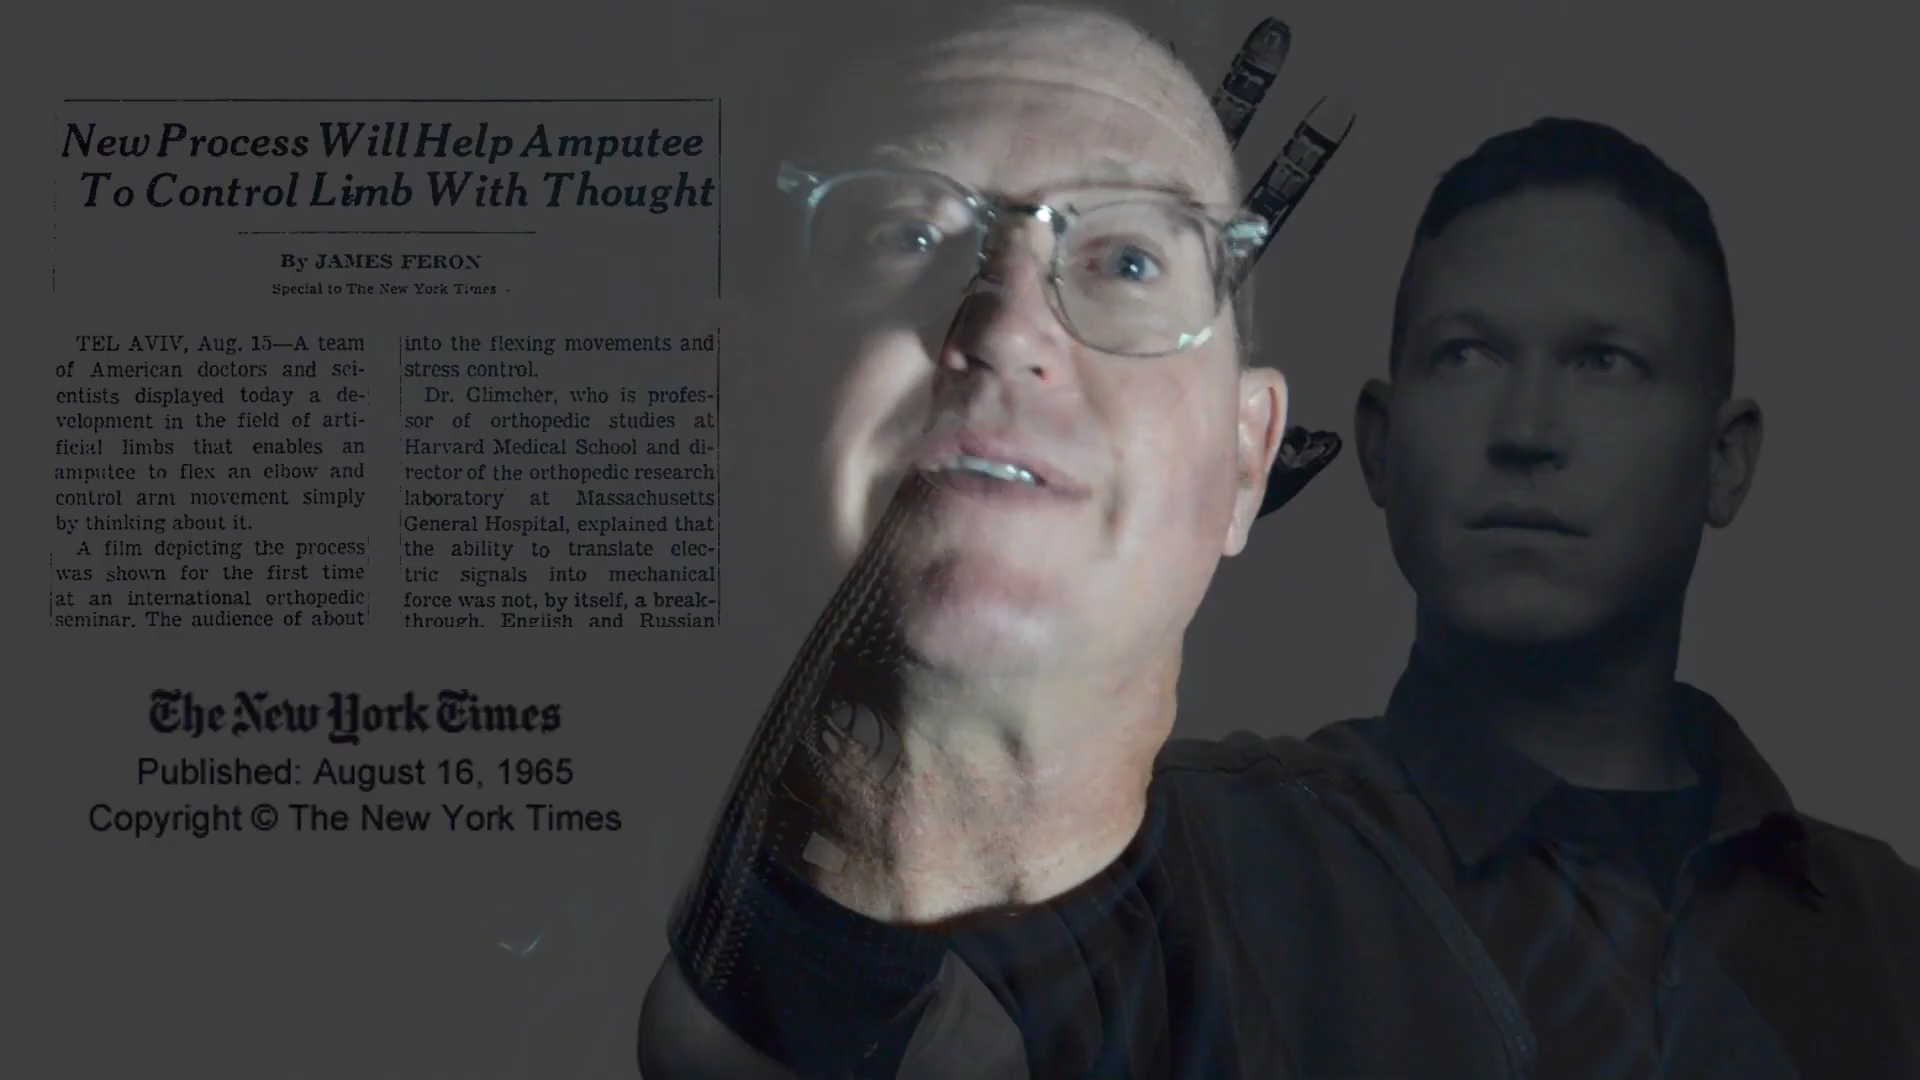 New Process Will Help Amputee
To Control Limb With Thought
By JAMES FERON
Special to The New York Times
TEL AVIV, Aug. 15—A team
of American doctors and sci-
entists displayed today a de-
velopment in the field of arti-
ficial limbs that enables an
amputee to flex an elbow and
control arm movement simply
by thinking about it.
A film depicting the process
was shown for the first time
at an international orthopedic
seminar. The audience of about
into the flexing movements and
stress control.
Dr. Glimcher, who is profes-
sor of orthopedic studies at
Harvard Medical School and di-
rector of the orthopedic research
laboratory at Massachusetts
General Hospital, explained that
the ability to translate elec-
tric signals into mechanical
force was not, by itself, a break-
through. English and Russian
The New York Times
Published: August 16, 1965
Copyright © The New York Times